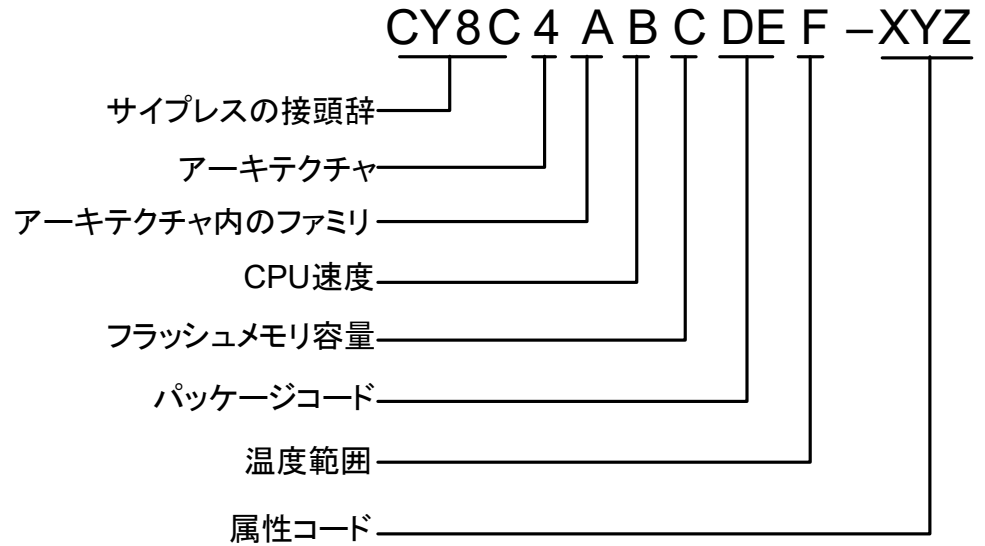 CY8C 4 A B C DE F –XYZ
サイプレスの接頭辞
アーキテクチャ
アーキテクチャ内のファミリ
CPU速度
フラッシュメモリ容量
パッケージコード
温度範囲
属性コード